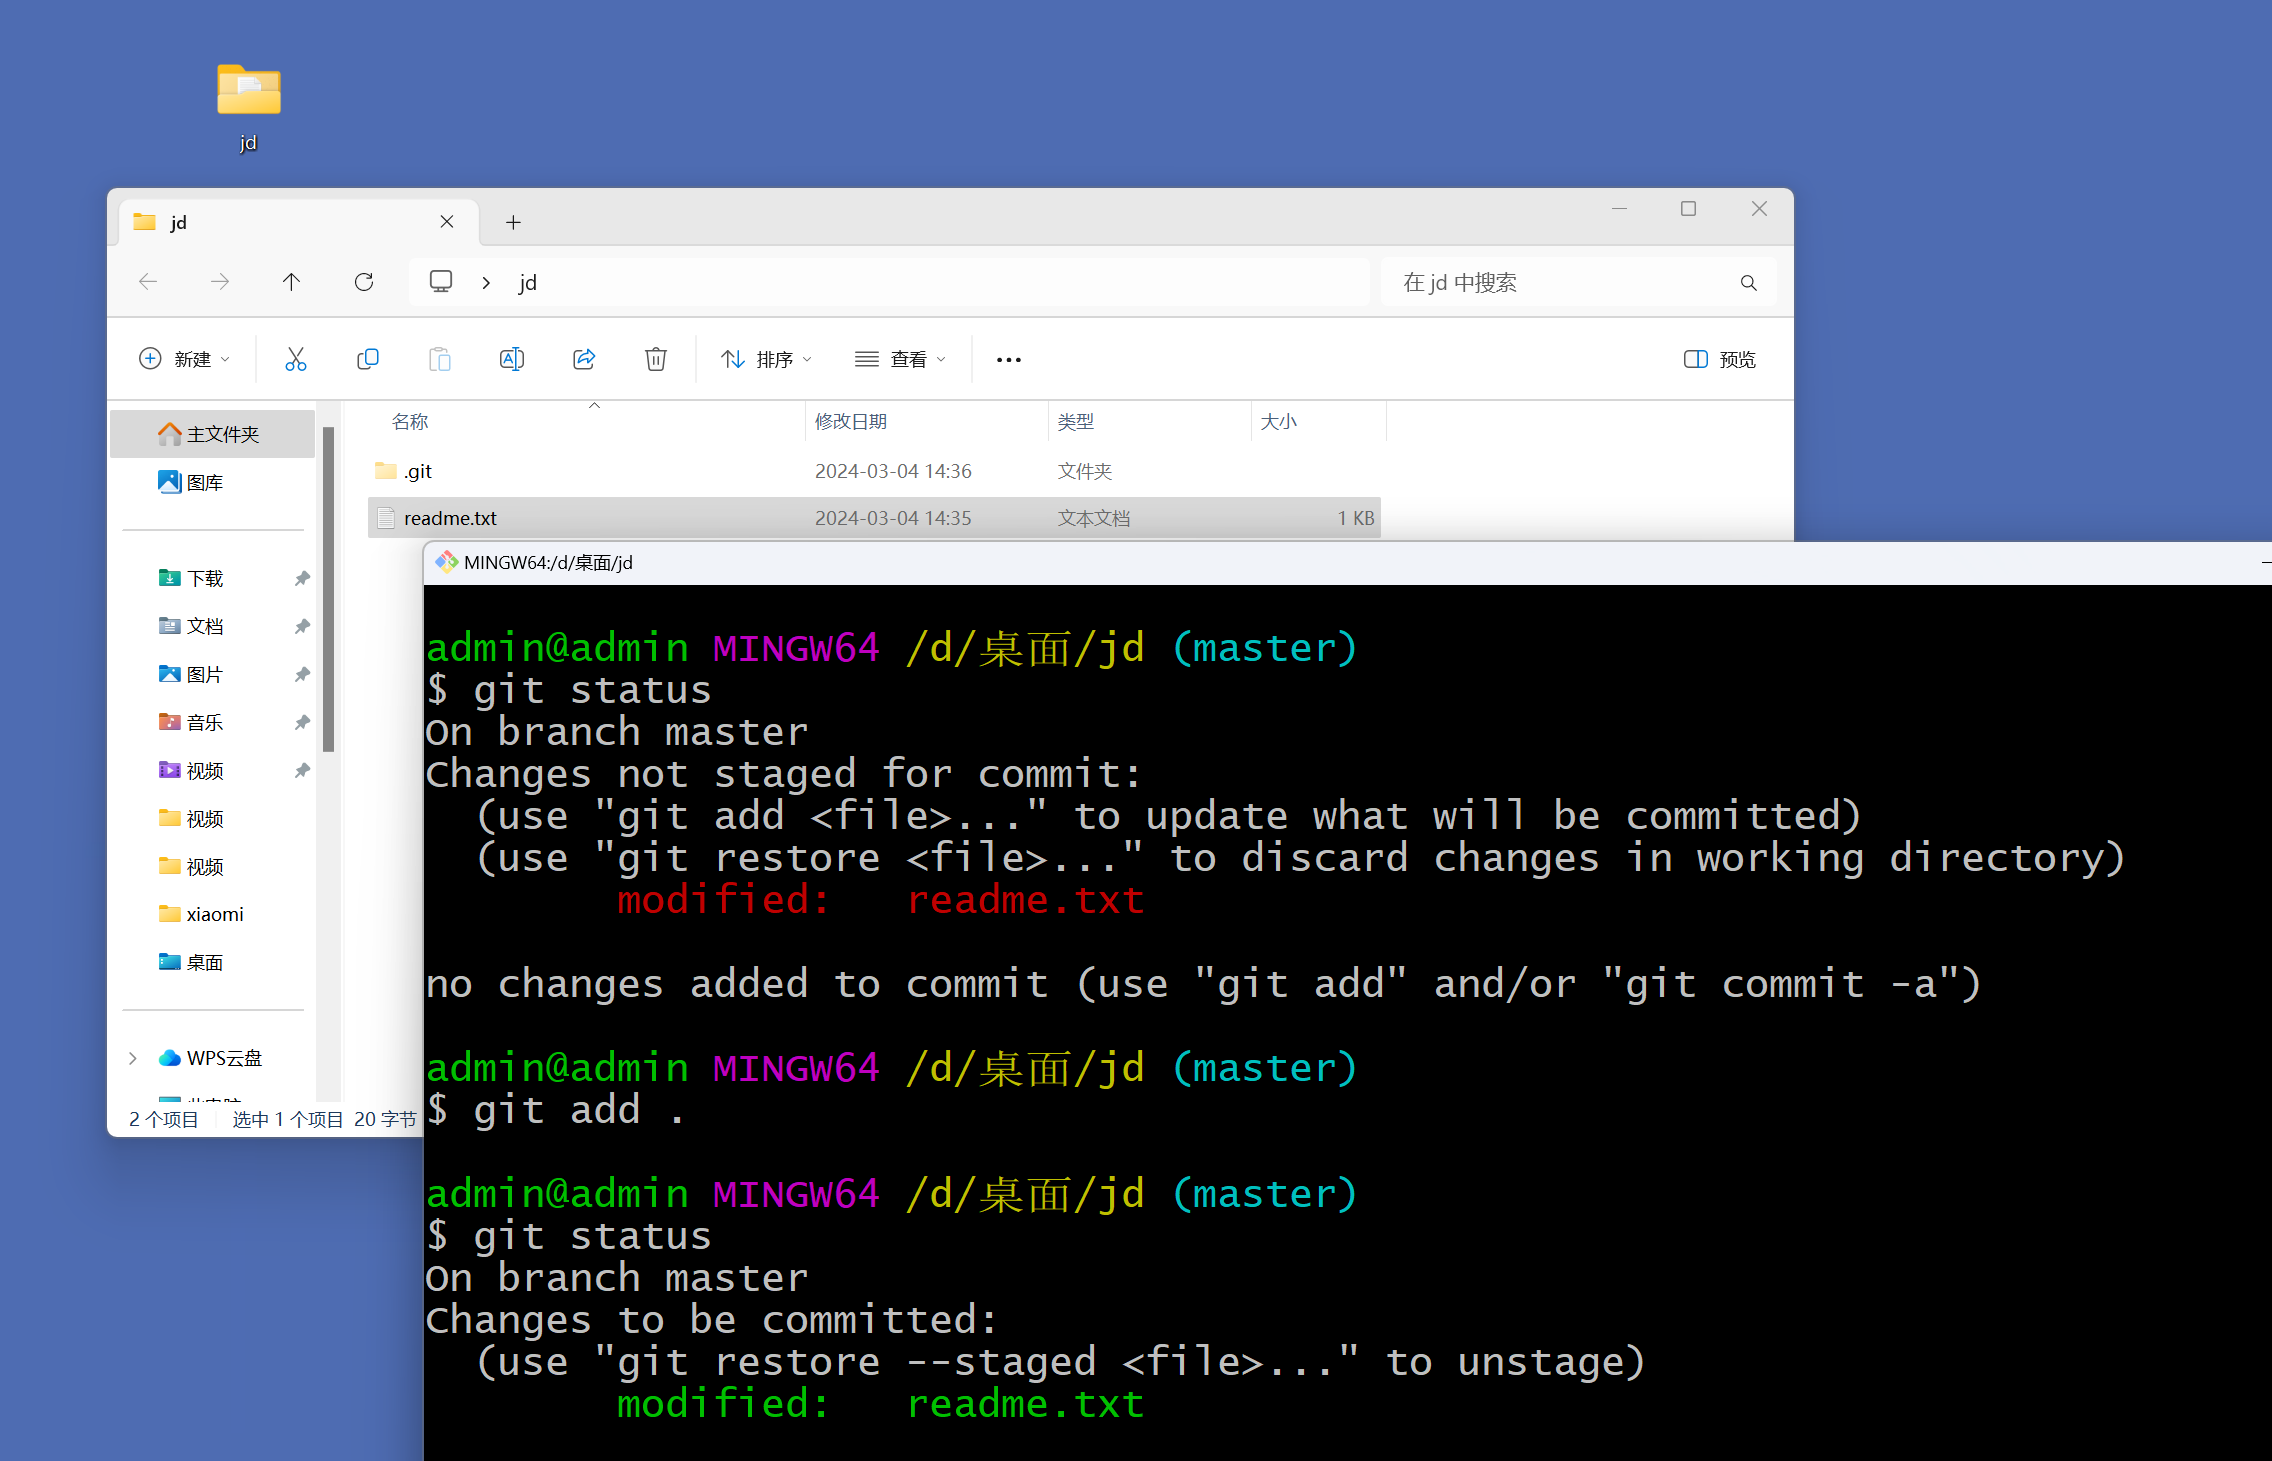 jd
jd
jd
在 jd 中搜索
新建
排序
查看
预览
名称 修改日期 类型 大小
.git 2024-03-04 14:36 文件夹
readme.txt 2024-03-04 14:35 文本文档 1 KB
主文件夹
图库
下载
文档
图片
音乐
视频
视频
视频
xiaomi
桌面
WPS云盘
2 个项目 选中 1 个项目 20 字节
MINGW64:/d/桌面/jd
admin@admin MINGW64 /d/桌面/jd (master)
$ git status
On branch master
Changes not staged for commit:
(use "git add <file>..." to update what will be committed)
(use "git restore <file>..." to discard changes in working directory)
modified: readme.txt
no changes added to commit (use "git add" and/or "git commit -a")
admin@admin MINGW64 /d/桌面/jd (master)
$ git add .
admin@admin MINGW64 /d/桌面/jd (master)
$ git status
On branch master
Changes to be committed:
(use "git restore --staged <file>..." to unstage)
modified: readme.txt